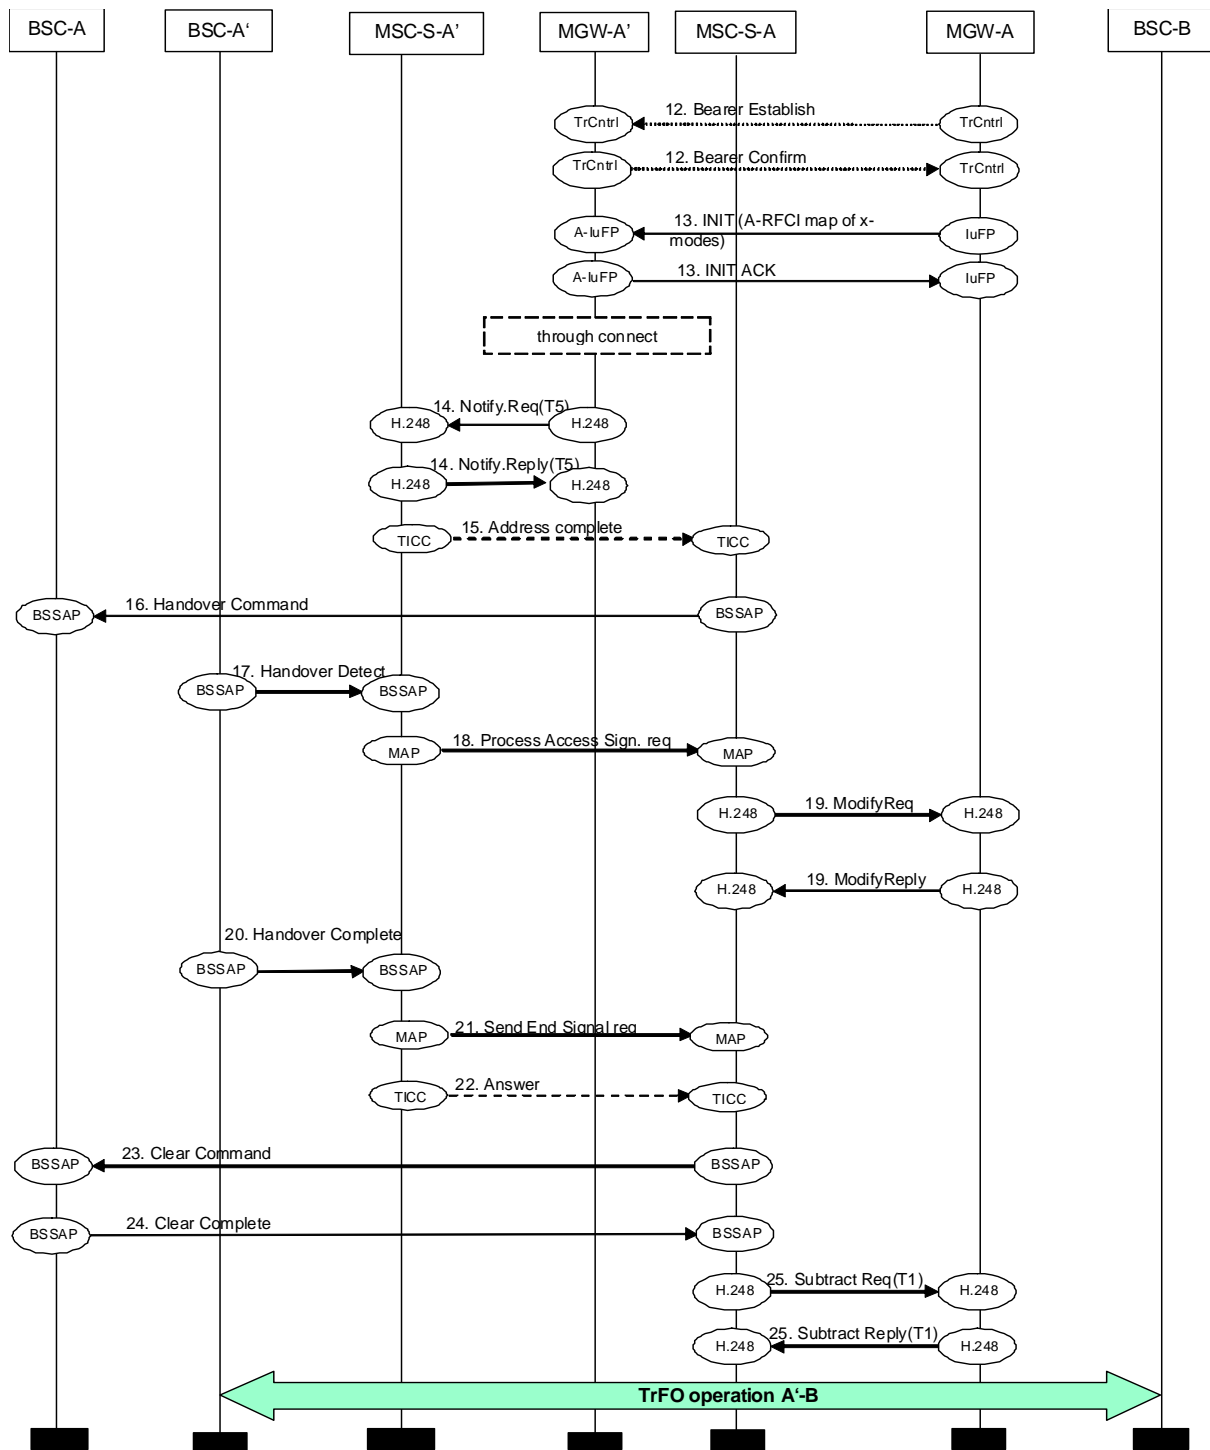 BSC-A
BSC-A‘
MSC-S-A’
MGW-A’
MSC-S-A
MGW-A
BSC-B
TrCntrl
12. Bearer Establish
TrCntrl
TrCntrl
12. Bearer Confirm
TrCntrl
A-IuFP
13. INIT (A-RFCI map of x-
modes)
IuFP
A-IuFP
13. INIT ACK
IuFP
through connect
H.248
14. Notify.Req(T5)
H.248
H.248
14. Notify.Reply(T5)
H.248
TICC
15. Address complete
TICC
BSSAP
16. Handover Command
BSSAP
BSSAP
17. Handover Detect
BSSAP
MAP
18. Process Access Sign. req
MAP
H.248
19. ModifyReq
H.248
H.248
19. ModifyReply
H.248
20. Handover Complete
BSSAP
BSSAP
MAP
21. Send End Signal req
MAP
TICC
22. Answer
TICC
BSSAP
23. Clear Command
BSSAP
BSSAP
24. Clear Complete
BSSAP
H.248
25. Subtract Req(T1)
H.248
H.248
25. Subtract Reply(T1)
H.248
TrFO operation A‘-B